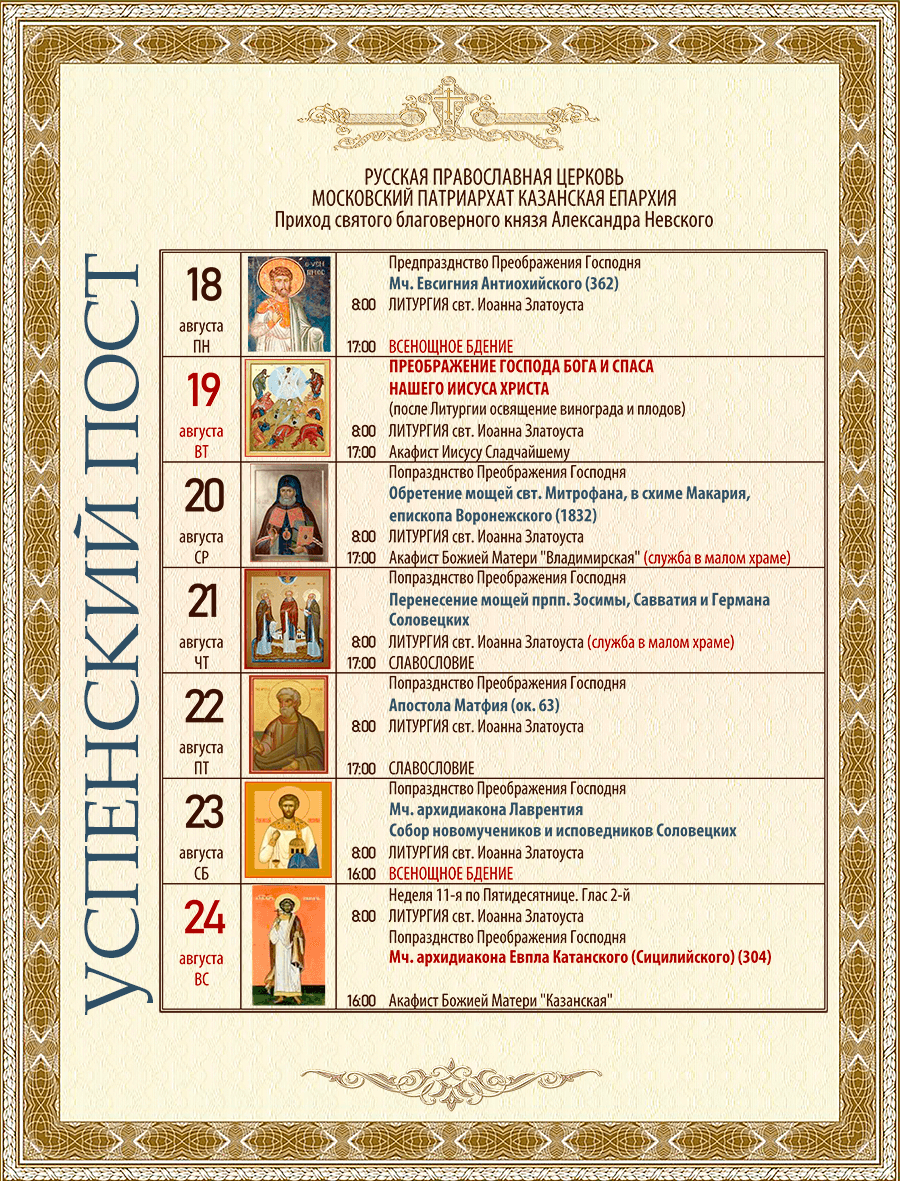 РУССКАЯ ПРАВОСЛАВНАЯ ЦЕРКОВЬ
МОСКОВСКИЙ ПАТРИАРХАТ КАЗАНСКАЯ ЕПАРХИЯ
Приход святого благоверного князя Александра Невского
УСПЕНСКИЙ ПОСТ
18
августа
ПН
Предпразднство Преображения Господня
Мч. Евсигния Антиохийского (362)
8:00 ЛИТУРГИЯ свт. Иоанна Златоуста
17:00 ВСЕНОЩНОЕ БДЕНИЕ
19
августа
ВТ
ПРЕОБРАЖЕНИЕ ГОСПОДА БОГА И СПАСА
НАШЕГО ИИСУСА ХРИСТА
(после Литургии освящение винограда и плодов)
8:00 ЛИТУРГИЯ свт. Иоанна Златоуста
17:00 Акафист Иисусу Сладчайшему
20
августа
СР
Попразднство Преображения Господня
Обретение мощей свт. Митрофана, в схиме Макария,
епископа Воронежского (1832)
8:00 ЛИТУРГИЯ свт. Иоанна Златоуста
17:00 Акафист Божией Матери "Владимирская" (служба в малом храме)
21
августа
ЧТ
Попразднство Преображения Господня
Перенесение мощей прпп. Зосимы, Савватия и Германа
Соловецких
8:00 ЛИТУРГИЯ свт. Иоанна Златоуста (служба в малом храме)
17:00 СЛАВОСЛОВИЕ
22
августа
ПТ
Попразднство Преображения Господня
Апостола Матфия (ок. 63)
8:00 ЛИТУРГИЯ свт. Иоанна Златоуста
17:00 СЛАВОСЛОВИЕ
23
августа
СБ
Попразднство Преображения Господня
Мч. архидиакона Лаврентия
Собор новомучеников и исповедников Соловецких
8:00 ЛИТУРГИЯ свт. Иоанна Златоуста
16:00 ВСЕНОЩНОЕ БДЕНИЕ
24
августа
ВС
Неделя 11-я по Пятидесятнице. Глас 2-й
8:00 ЛИТУРГИЯ свт. Иоанна Златоуста
Попразднство Преображения Господня
Мч. архидиакона Евпла Катанского (Сицилийского) (304)
16:00 Акафист Божией Матери "Казанская"